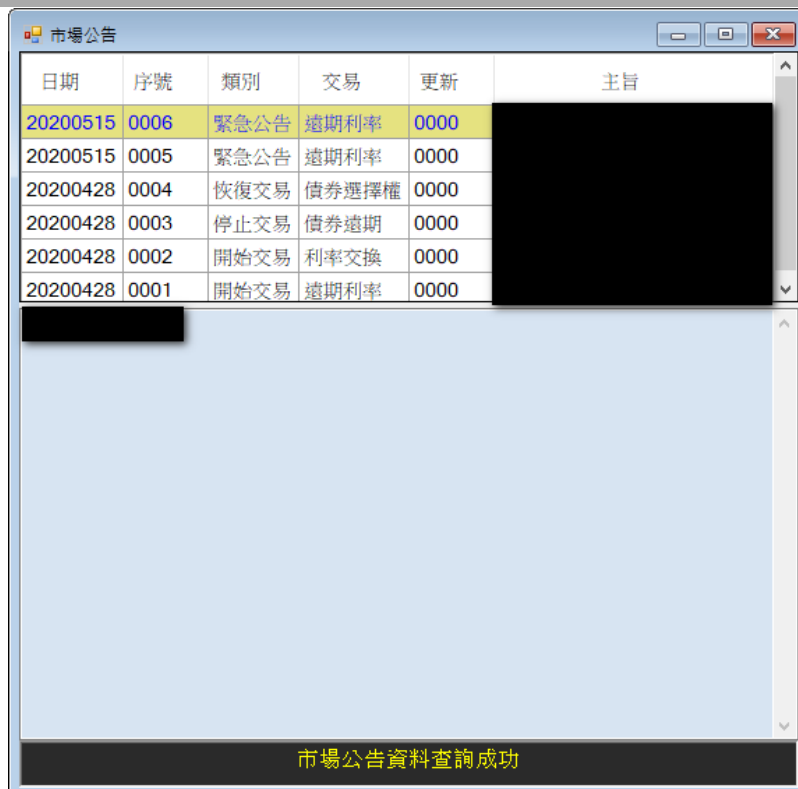 市場公告
日期 序號 類別 交易 更新 主旨
20200515 0006 緊急公告 遠期利率 0000
20200515 0005 緊急公告 遠期利率 0000
20200428 0004 恢復交易 債券選擇權 0000
20200428 0003 停止交易 債券遠期 0000
20200428 0002 開始交易 利率交換 0000
20200428 0001 開始交易 遠期利率 0000
市場公告資料查詢成功